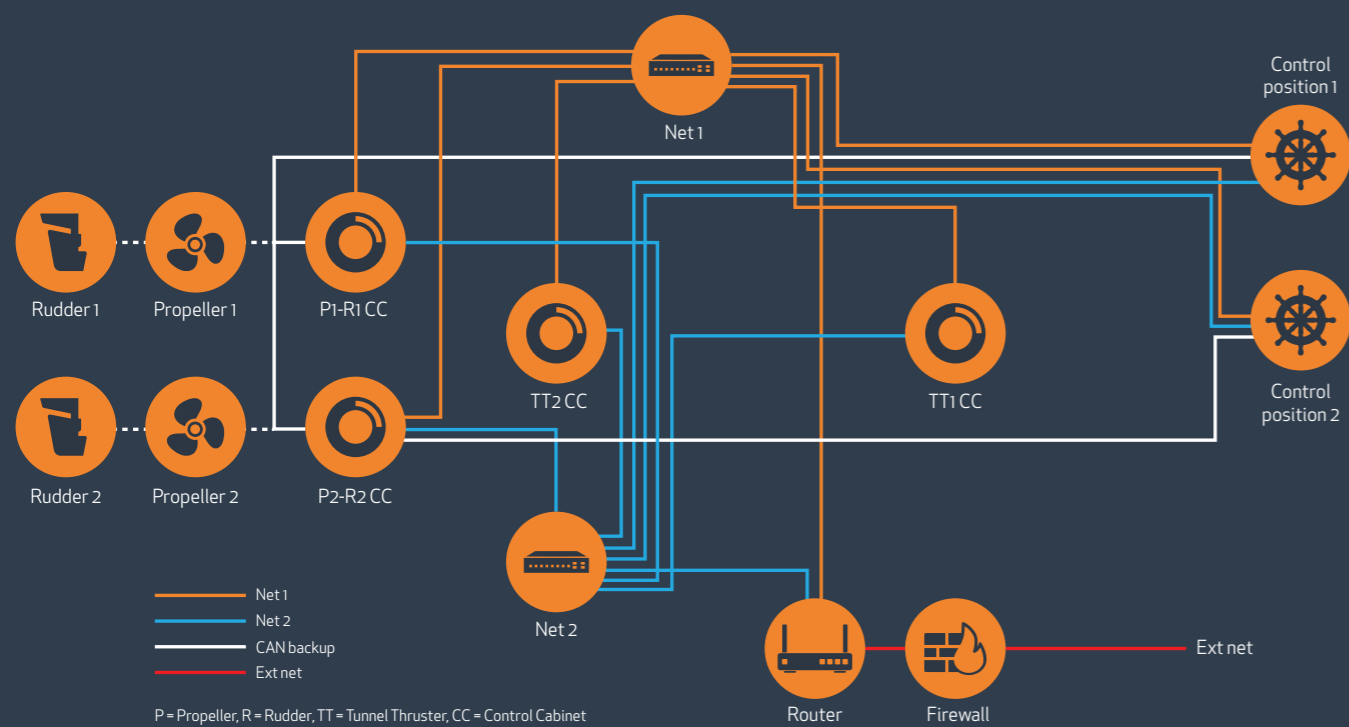 Control
position 1
Net 1
Rudder 1
Propeller 1
P1-R1 CC
TT2 CC
TT1 CC
Control
position 2
Rudder 2
Propeller 2
P2-R2 CC
Net 1
Net 2
CAN backup
Ext net
Net 2
Ext net
P = Propeller, R = Rudder, TT = Tunnel Thruster, CC = Control Cabinet
Router
Firewall